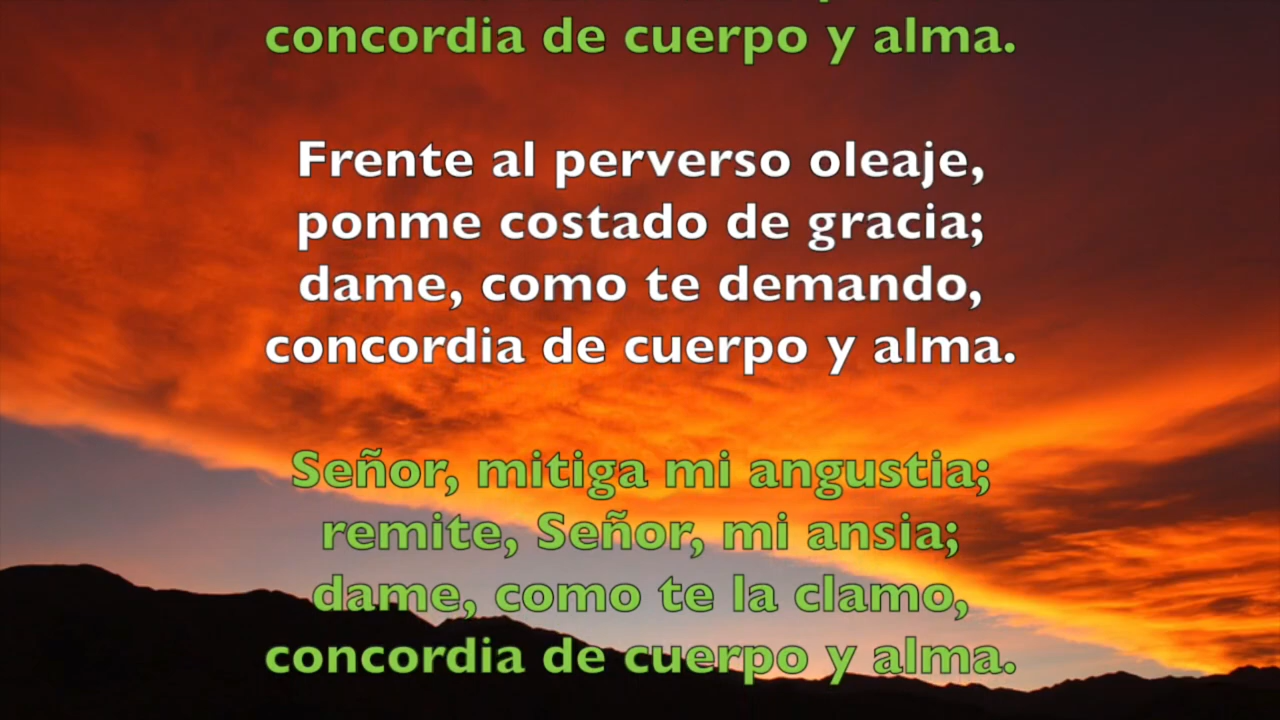 concordia de cuerpo y alma.
Frente al perverso oleaje,
ponme costado de gracia;
dame, como te demando,
concordia de cuerpo y alma.
Señor, mitiga mi angustia;
remite, Señor, mi ansia;
dame, como te la clamo,
concordia de cuerpo y alma.